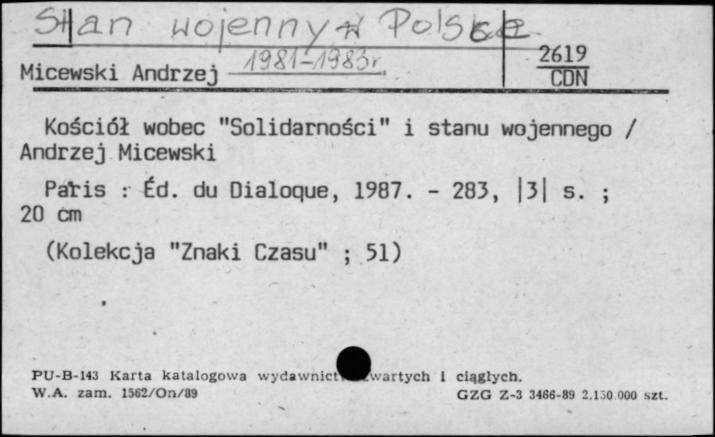 Stan wojenny w Polsce
1981-1983r.
2619
CDN
Micewski Andrzej
Kościół wobec "Solidarności" i stanu wojennego /
Andrzej Micewski
Paris : Éd. du Dialoque, 1987. - 283, |3| s. ;
20 cm
(Kolekcja "Znaki Czasu" ; 51)
PU-B-143 Karta katalogowa wydawnict wartych i ciągłych.
W.A. zam. 1562/On/89 GZG Z-3 3466-89 2.150.000 szt.